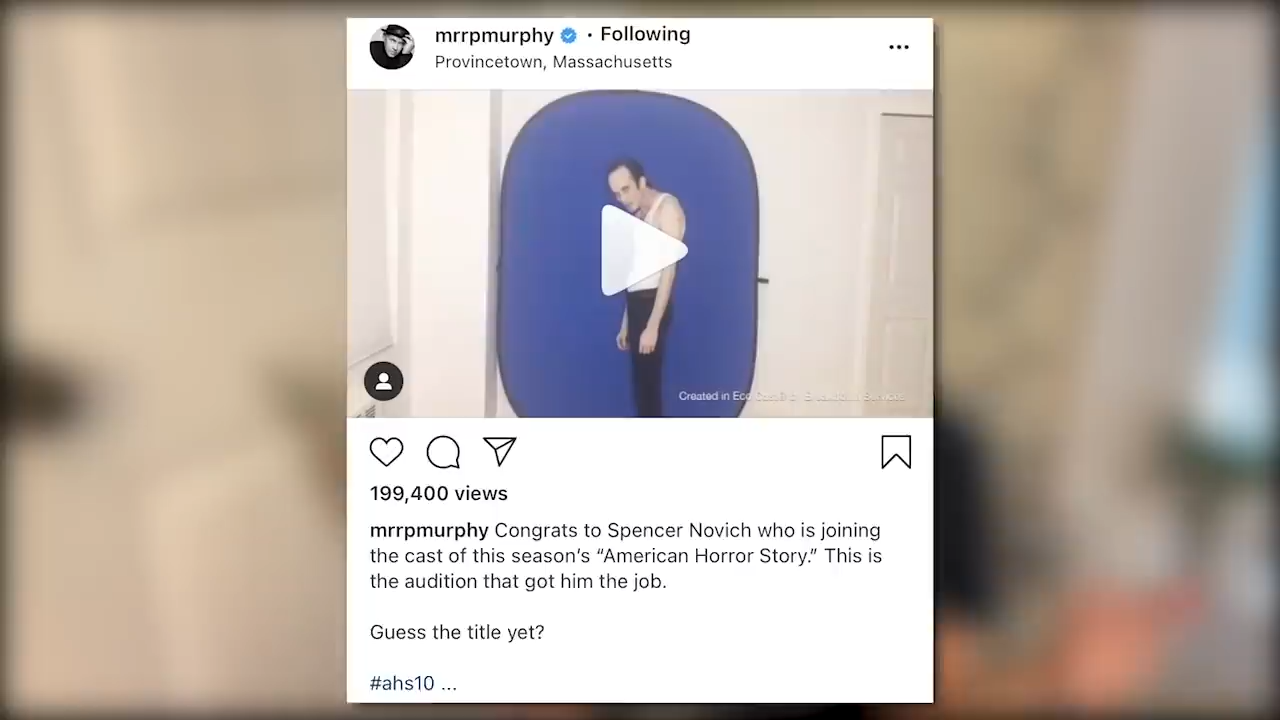 mrrpmurphy • Following
Provincetown, Massachusetts
Created in Eco
199,400 views
mrrpmurphy Congrats to Spencer Novich who is joining
the cast of this season's “American Horror Story.” This is
the audition that got him the job.
Guess the title yet?
#ahs10 ...